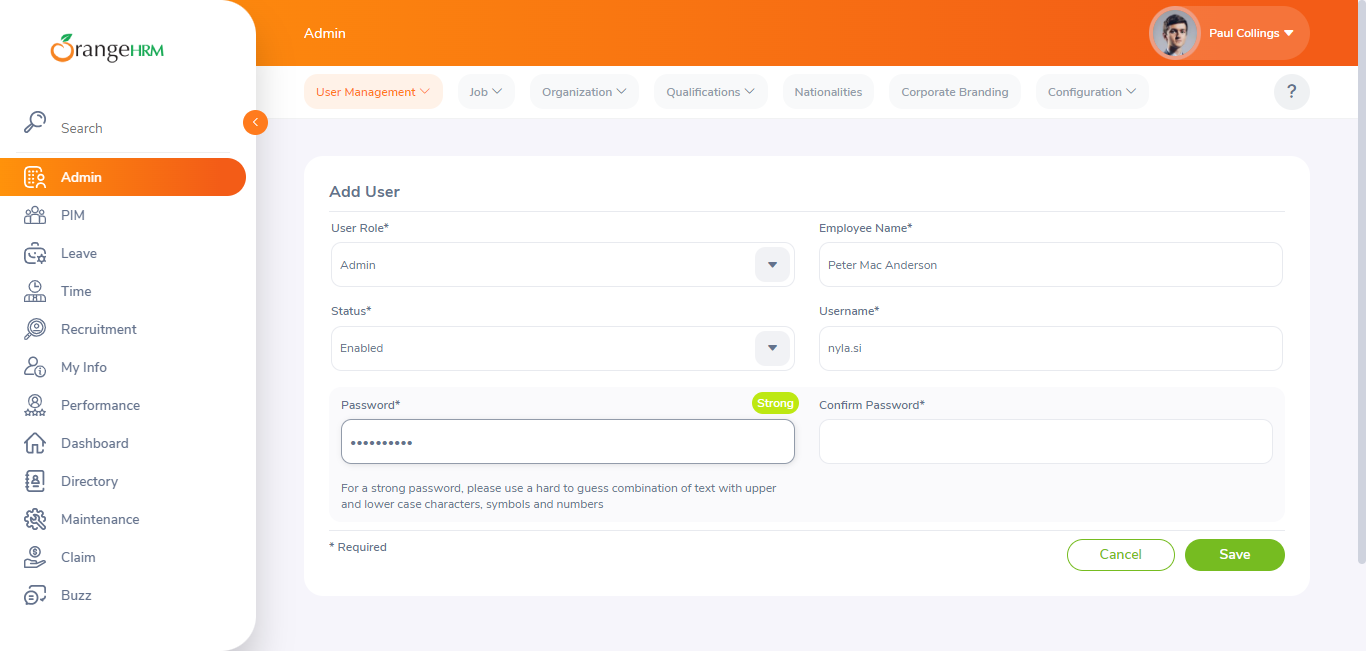 OrangeHRM
Admin
Paul Collings
User Management
Job
Organization
Qualifications
Nationalities
Corporate Branding
Configuration
?
Search
Admin
PIM
Leave
Time
Recruitment
My Info
Performance
Dashboard
Directory
Maintenance
Claim
Buzz
Add User
User Role*
Employee Name*
Admin
Peter Mac Anderson
Status*
Username*
Enabled
nyla.si
Password*
Strong
Confirm Password*
••••••••••
For a strong password, please use a hard to guess combination of text with upper
and lower case characters, symbols and numbers
* Required
Cancel
Save